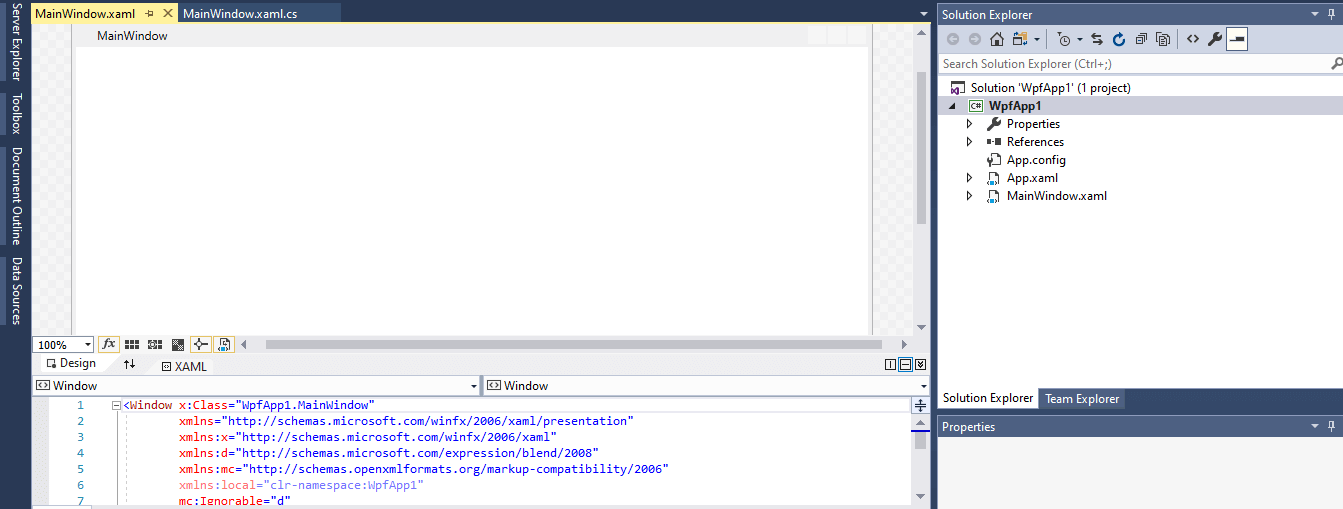 MainWindow.xaml
MainWindow.xaml.cs
Server Explorer
Toolbox
Document Outline
Data Sources
MainWindow
100%
fx
Design
XAML
Window
Window
1 <Window x:Class="WpfApp1.MainWindow"
2 xmlns="http://schemas.microsoft.com/winfx/2006/xaml/presentation"
3 xmlns:x="http://schemas.microsoft.com/winfx/2006/xaml"
4 xmlns:d="http://schemas.microsoft.com/expression/blend/2008"
5 xmlns:mc="http://schemas.openxmlformats.org/markup-compatibility/2006"
6 xmlns:local="clr-namespace:WpfApp1"
7 mc:Ignorable="d"
Solution Explorer
Search Solution Explorer (Ctrl+;)
Solution 'WpfApp1' (1 project)
C# WpfApp1
Properties
References
App.config
App.xaml
MainWindow.xaml
Solution Explorer
Team Explorer
Properties